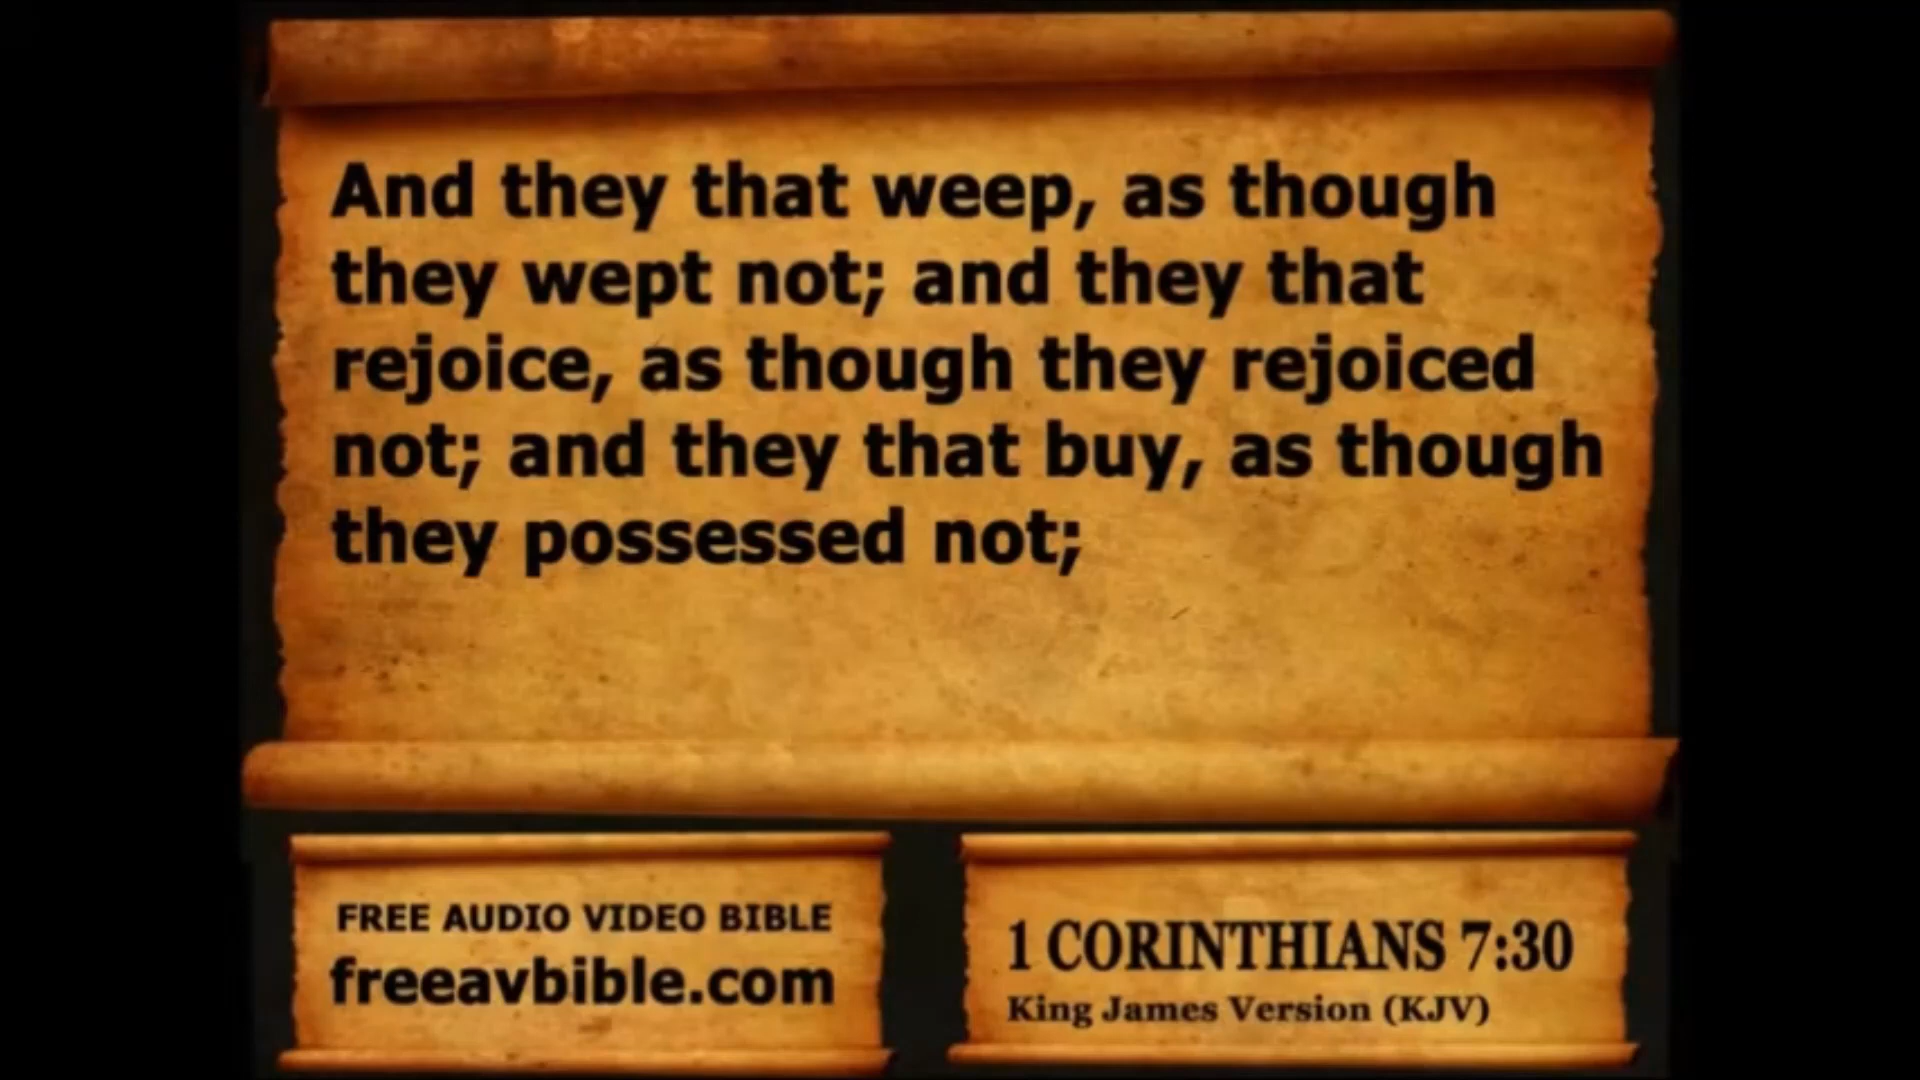 And they that weep, as though
they wept not; and they that
rejoice, as though they rejoiced
not; and they that buy, as though
they possessed not;
FREE AUDIO VIDEO BIBLE
freeavbible.com
1 CORINTHIANS 7:30
King James Version (KJV)